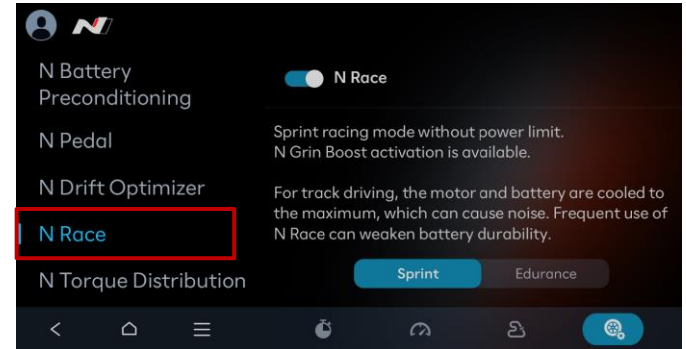 N Battery
Preconditioning
N Pedal
N Drift Optimizer
N Race
N Torque Distribution
N Race
Sprint racing mode without power limit.
N Grin Boost activation is available.
For track driving, the motor and battery are cooled to
the maximum, which can cause noise. Frequent use of
N Race can weaken battery durability.
Sprint
Edurance